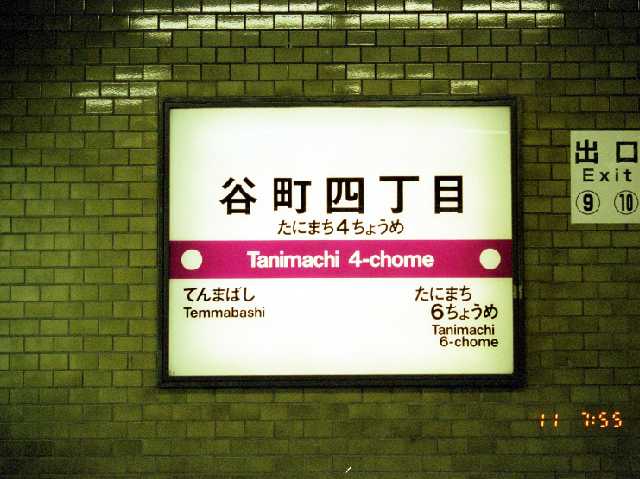 谷町四丁目
たにまち4ちょうめ
Tanimachi 4-chome
てんまばし
Temmabashi
たにまち
6ちょうめ
Tanimachi
6-chome
出口
Exit
⑨ ⑩
11 7:55